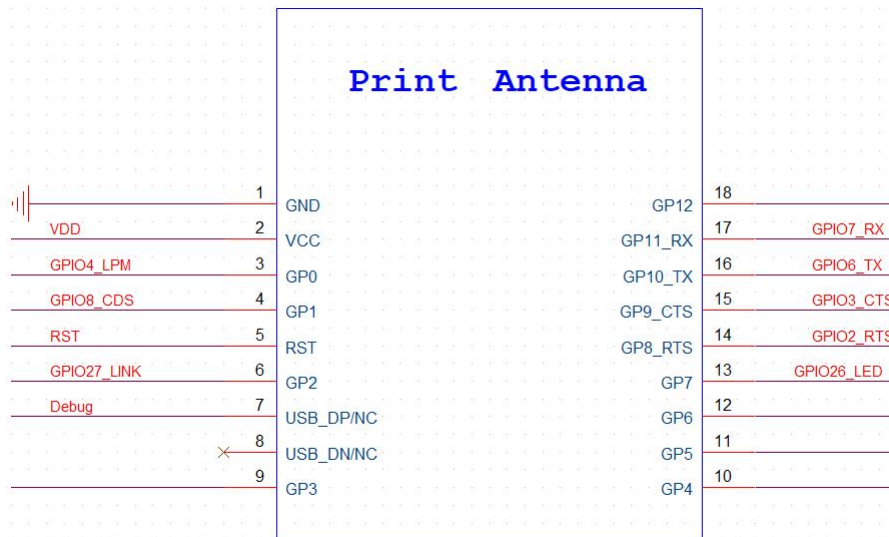 Print Antenna
1 GND GP12 18
VDD 2 VCC GP11_RX 17 GPIO7_RX
GPIO4_LPM 3 GP0 GP10_TX 16 GPIO6_TX
GPIO8_CDS 4 GP1 GP9_CTS 15 GPIO3_CTS
RST 5 RST GP8_RTS 14 GPIO2_RTS
GPIO27_LINK 6 GP2 GP7 13 GPIO26_LED
Debug 7 USB_DP/NC GP6 12
8 USB_DN/NC GP5 11
9 GP3 GP4 10